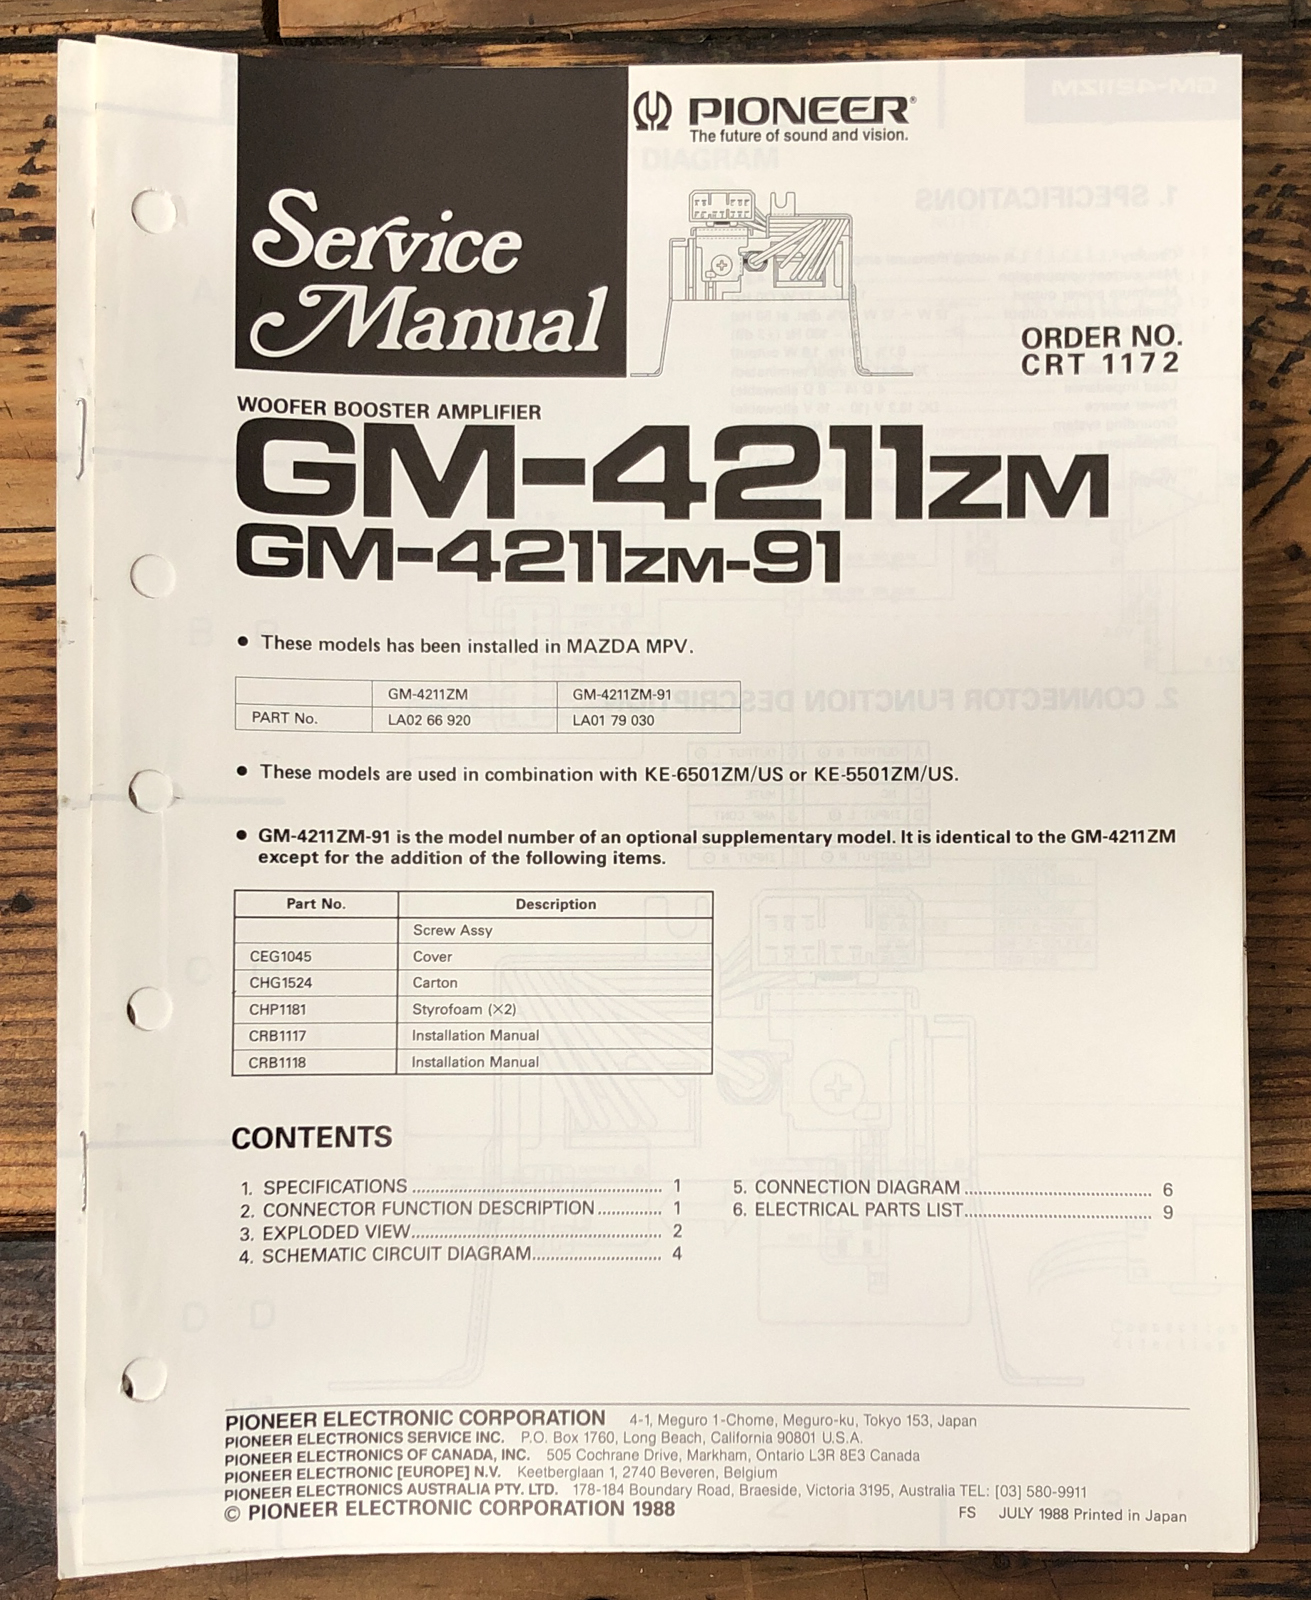 Service
Manual
PIONEER®
The future of sound and vision.
ORDER NO.
CRT 1172
WOOFER BOOSTER AMPLIFIER
GM-4211ZM
GM-4211ZM-91
● These models has been installed in MAZDA MPV.
GM-4211ZM GM-4211ZM-91
PART No. LA02 66 920 LA01 79 030
● These models are used in combination with KE-6501ZM/US or KE-5501ZM/US.
● GM-4211ZM-91 is the model number of an optional supplementary model. It is identical to the GM-4211ZM
except for the addition of the following items.
Part No. Description
Screw Assy
CEG1045 Cover
CHG1524 Carton
CHP1181 Styrofoam (×2)
CRB1117 Installation Manual
CRB1118 Installation Manual
CONTENTS
1. SPECIFICATIONS ........................................ 1
2. CONNECTOR FUNCTION DESCRIPTION .............. 1
3. EXPLODED VIEW ........................................ 2
4. SCHEMATIC CIRCUIT DIAGRAM ..................... 4
5. CONNECTION DIAGRAM ............................... 6
6. ELECTRICAL PARTS LIST ............................... 9
PIONEER ELECTRONIC CORPORATION 4-1, Meguro 1-Chome, Meguro-ku, Tokyo 153, Japan
PIONEER ELECTRONICS SERVICE INC. P.O. Box 1760, Long Beach, California 90801 U.S.A.
PIONEER ELECTRONICS OF CANADA, INC. 505 Cochrane Drive, Markham, Ontario L3R 8E3 Canada
PIONEER ELECTRONIC [EUROPE] N.V. Keetberglaan 1, 2740 Beveren, Belgium
PIONEER ELECTRONICS AUSTRALIA PTY. LTD. 178-184 Boundary Road, Braeside, Victoria 3195, Australia TEL: [03] 580-9911
© PIONEER ELECTRONIC CORPORATION 1988
FS JULY 1988 Printed in Japan